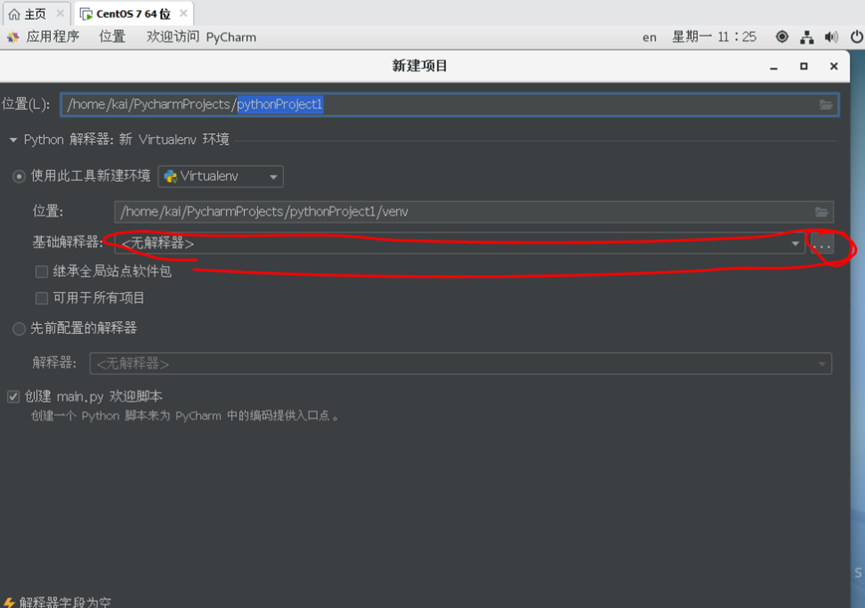 主页 × CentOS 7 64 位 ×
应用程序 位置 欢迎访问 PyCharm en 星期一 11：25
新建项目
位置(L): /home/kai/PycharmProjects/pythonProject1
Python 解释器: 新 Virtualenv 环境
使用此工具新建环境 Virtualenv
位置: /home/kai/PycharmProjects/pythonProject1/venv
基础解释器: <无解释器> ...
继承全局站点软件包
可用于所有项目
先前配置的解释器
解释器: <无解释器>
创建 main.py 欢迎脚本
创建一个 Python 脚本来为 PyCharm 中的编码提供入口点。
S
解释器字段为空